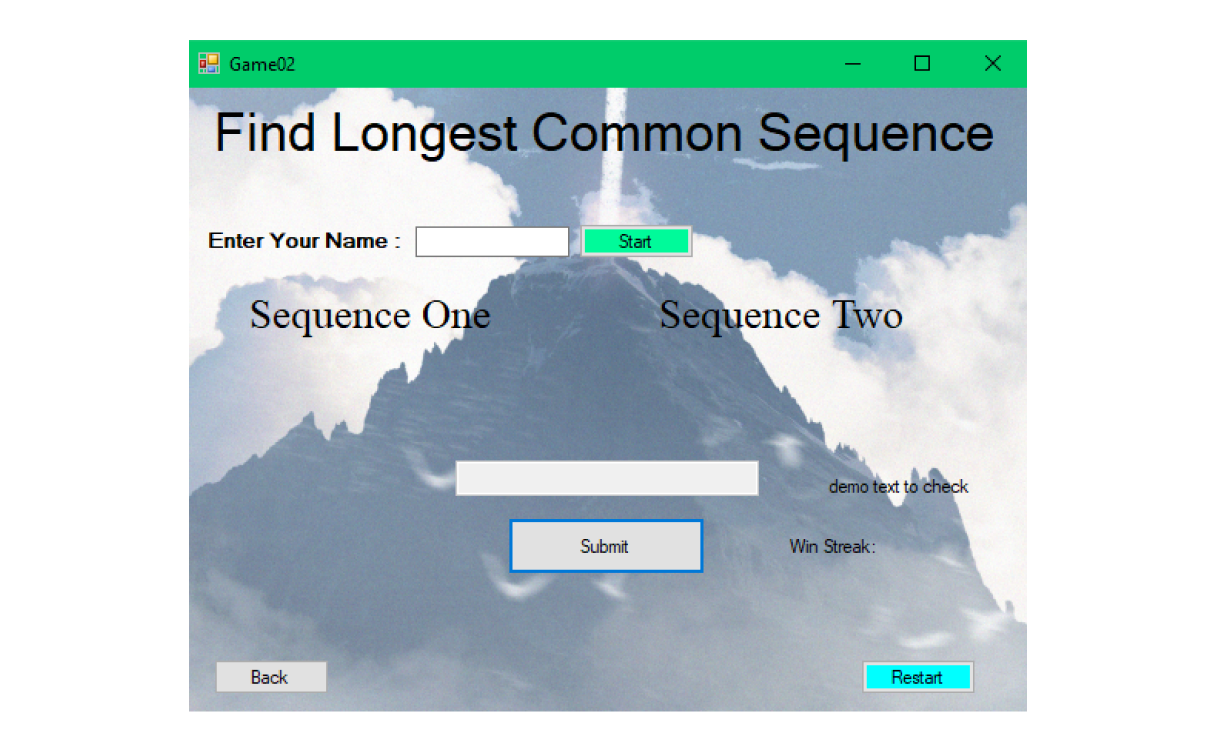 Game02
Find Longest Common Sequence
Enter Your Name :
Start
Sequence One
Sequence Two
demo text to check
Submit
Win Streak:
Back
Restart